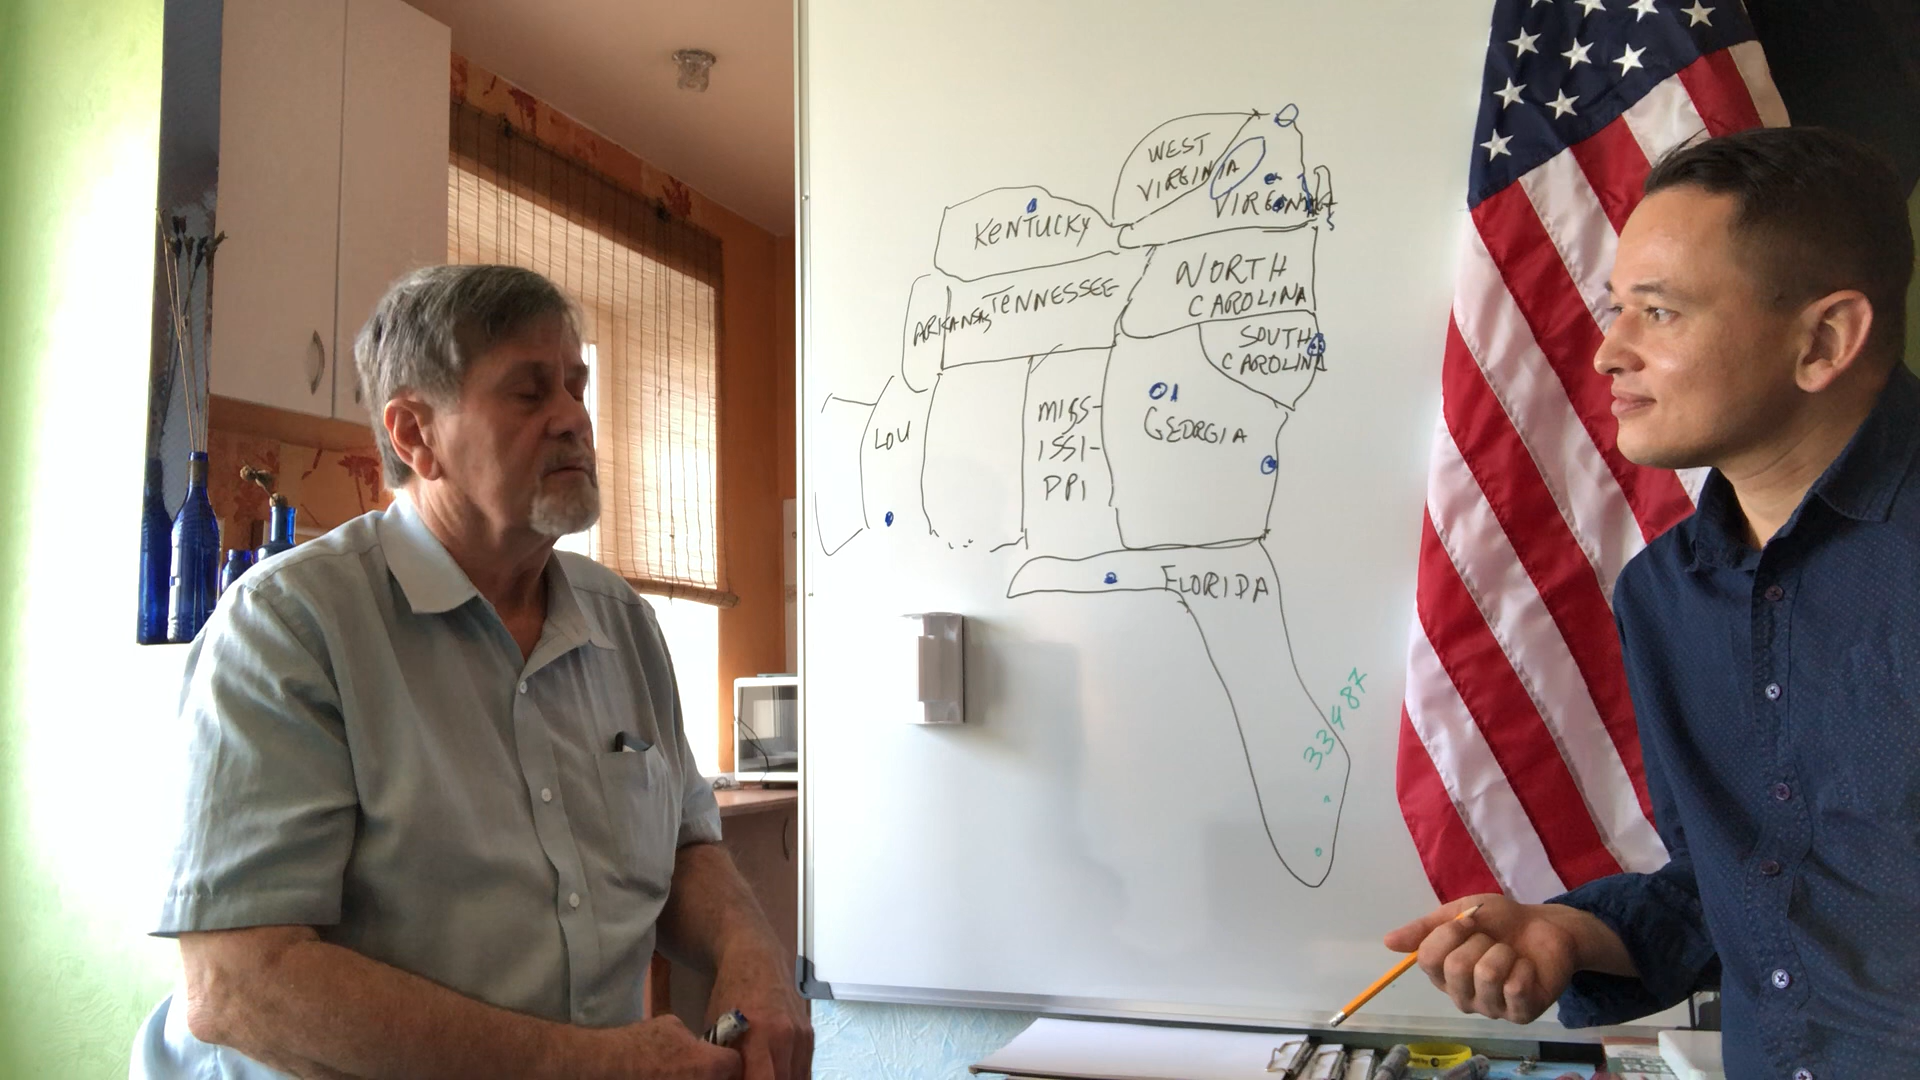 WEST
VIRGINIA
VIRGINIA
KENTUCKY
NORTH
CAROLINA
ARKANSAS
TENNESSEE
SOUTH
CAROLINA
LOU
MISS-
ISSI-
PPI
GEORGIA
FLORIDA
33487